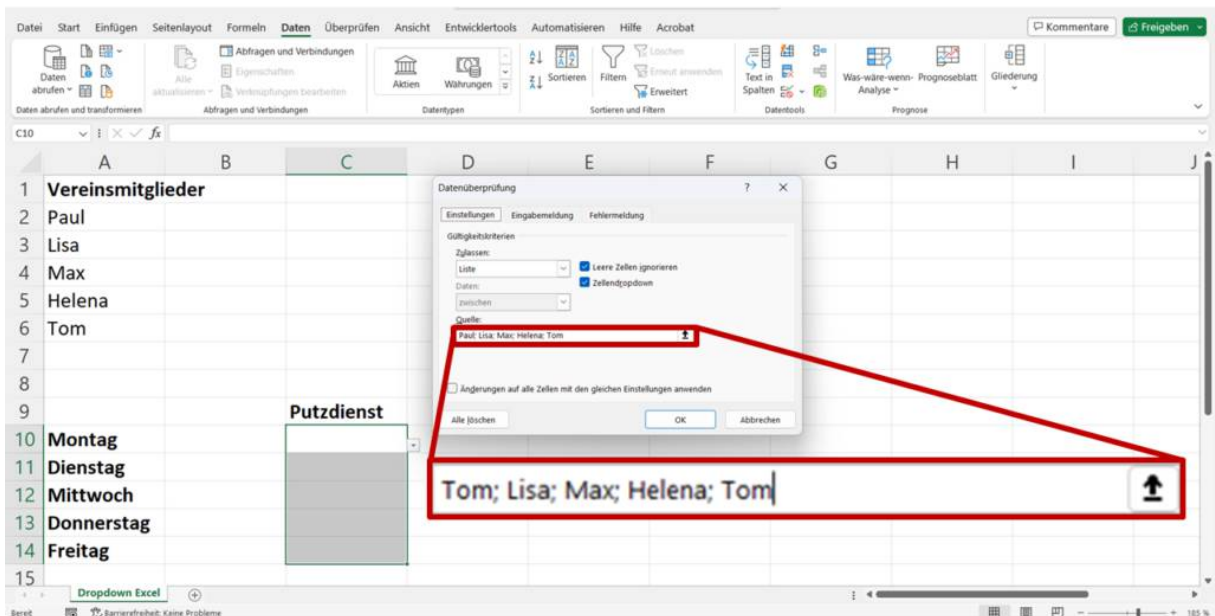 Datei Start Einfügen Seitenlayout Formeln Daten Überprüfen Ansicht Entwicklertools Automatisieren Hilfe Acrobat Kommentare Freigeben
Daten abrufen
Alle aktualisieren
Abfragen und Verbindungen
Eigenschaften
Verknüpfungen bearbeiten
Aktien
Währungen
Sortieren
Filtern
Löschen
Erneut anwenden
Erweitert
Text in Spalten
Was-wäre-wenn-Analyse
Prognoseblatt
Gliederung
Daten abrufen und transformieren Abfragen und Verbindungen Datentypen Sortieren und Filtern Datentools Prognose
C10 fx
A B C D E F G H I J
1 Vereinsmitglieder
2 Paul
3 Lisa
4 Max
5 Helena
6 Tom
7
8
9 Putzdienst
10 Montag
11 Dienstag
12 Mittwoch
13 Donnerstag
14 Freitag
15
Datenüberprüfung ? ×
Einstellungen Eingabemeldung Fehlermeldung
Gültigkeitskriterien
Zulassen:
Liste Leere Zellen ignorieren
Daten: Zellendropdown
zwischen
Quelle:
Paul; Lisa; Max; Helena; Tom
Änderungen auf alle Zellen mit den gleichen Einstellungen anwenden
Alle löschen OK Abbrechen
Tom; Lisa; Max; Helena; Tom
Dropdown Excel
Bereit Barrierefreiheit: Keine Probleme 185 %